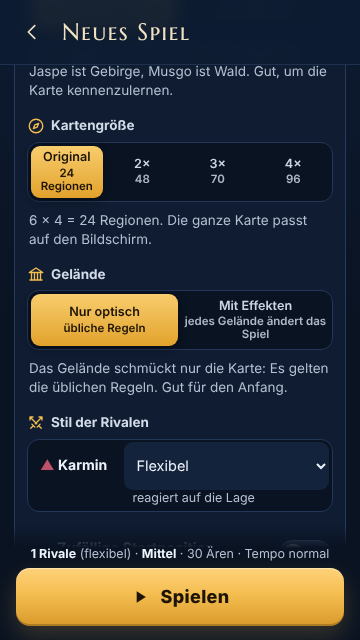 Neues Spiel
Jaspe ist Gebirge, Musgo ist Wald. Gut, um die
Karte kennenzulernen.
Kartengröße
Original
24
Regionen
2×
48
3×
70
4×
96
6 × 4 = 24 Regionen. Die ganze Karte passt
auf den Bildschirm.
Gelände
Nur optisch
übliche Regeln
Mit Effekten
jedes Gelände ändert das
Spiel
Das Gelände schmückt nur die Karte: Es gelten
die üblichen Regeln. Gut für den Anfang.
Stil der Rivalen
Karmin
Flexibel
reagiert auf die Lage
1 Rivale (flexibel) · Mittel · 30 Ären · Tempo normal
Spielen